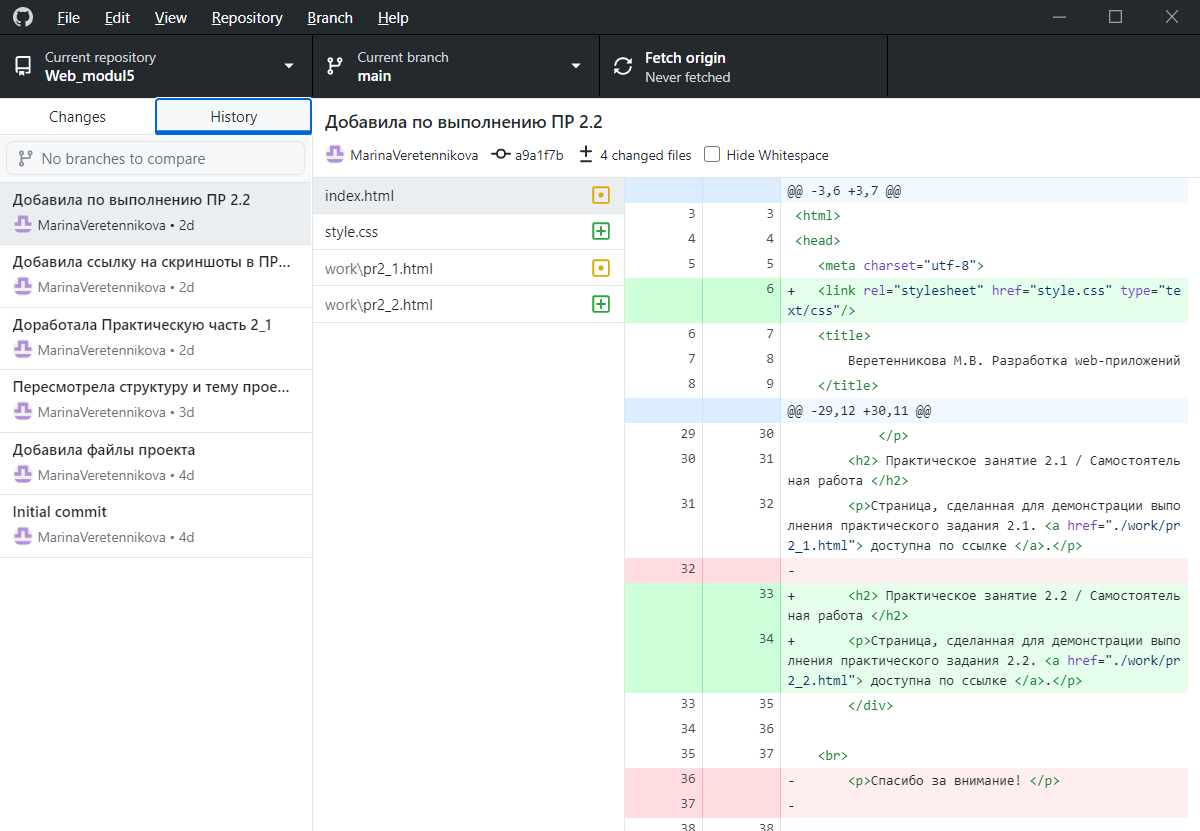 File Edit View Repository Branch Help
Current repository
Web_modul5
Current branch
main
Fetch origin
Never fetched
Changes
History
No branches to compare
Добавила по выполнению ПР 2.2
MarinaVeretennikova • 2d
Добавила ссылку на скриншоты в ПР...
MarinaVeretennikova • 2d
Доработала Практическую часть 2_1
MarinaVeretennikova • 2d
Пересмотрела структуру и тему прое...
MarinaVeretennikova • 3d
Добавила файлы проекта
MarinaVeretennikova • 4d
Initial commit
MarinaVeretennikova • 4d
Добавила по выполнению ПР 2.2
MarinaVeretennikova a9a1f7b 4 changed files Hide Whitespace
index.html
style.css
work\pr2_1.html
work\pr2_2.html
@@ -3,6 +3,7 @@
3 3 <html>
4 4 <head>
5 5 <meta charset="utf-8">
6 + <link rel="stylesheet" href="style.css" type="te
xt/css"/>
6 7 <title>
7 8 Веретенникова М.В. Разработка web-приложений
8 9 </title>
@@ -29,12 +30,11 @@
29 30 </p>
30 31 <h2> Практическое занятие 2.1 / Самостоятель
ная работа </h2>
31 32 <p>Страница, сделанная для демонстрации выпо
лнения практического задания 2.1. <a href="./work/pr
2_1.html"> доступна по ссылке </a>.</p>
32 -
33 + <h2> Практическое занятие 2.2 / Самостоятель
ная работа </h2>
34 + <p>Страница, сделанная для демонстрации выпо
лнения практического задания 2.2. <a href="./work/pr
2_2.html"> доступна по ссылке </a>.</p>
33 35 </div>
34 36
35 37 <br>
36 - <p>Спасибо за внимание! </p>
37 -
38 38